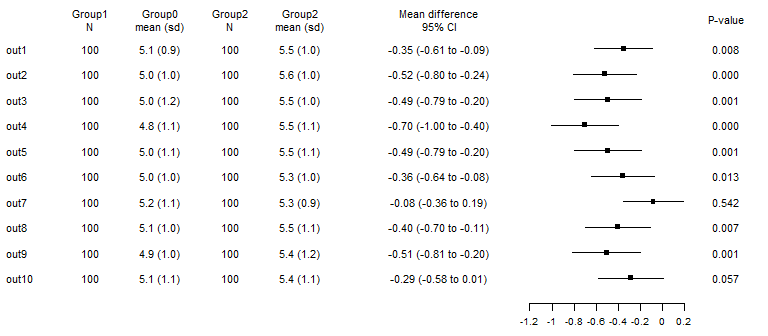 Group1 Group0 Group2 Group2 Mean difference P-value
N mean (sd) N mean (sd) 95% CI
out1 100 5.1 (0.9) 100 5.5 (1.0) -0.35 (-0.61 to -0.09) 0.008
out2 100 5.0 (1.0) 100 5.6 (1.0) -0.52 (-0.80 to -0.24) 0.000
out3 100 5.0 (1.2) 100 5.5 (1.0) -0.49 (-0.79 to -0.20) 0.001
out4 100 4.8 (1.1) 100 5.5 (1.1) -0.70 (-1.00 to -0.40) 0.000
out5 100 5.0 (1.1) 100 5.5 (1.1) -0.49 (-0.79 to -0.20) 0.001
out6 100 5.0 (1.0) 100 5.3 (1.0) -0.36 (-0.64 to -0.08) 0.013
out7 100 5.2 (1.1) 100 5.3 (0.9) -0.08 (-0.36 to 0.19) 0.542
out8 100 5.1 (1.0) 100 5.5 (1.1) -0.40 (-0.70 to -0.11) 0.007
out9 100 4.9 (1.0) 100 5.4 (1.2) -0.51 (-0.81 to -0.20) 0.001
out10 100 5.1 (1.1) 100 5.4 (1.1) -0.29 (-0.58 to 0.01) 0.057
-1.2 -1 -0.8 -0.6 -0.4 -0.2 0 0.2